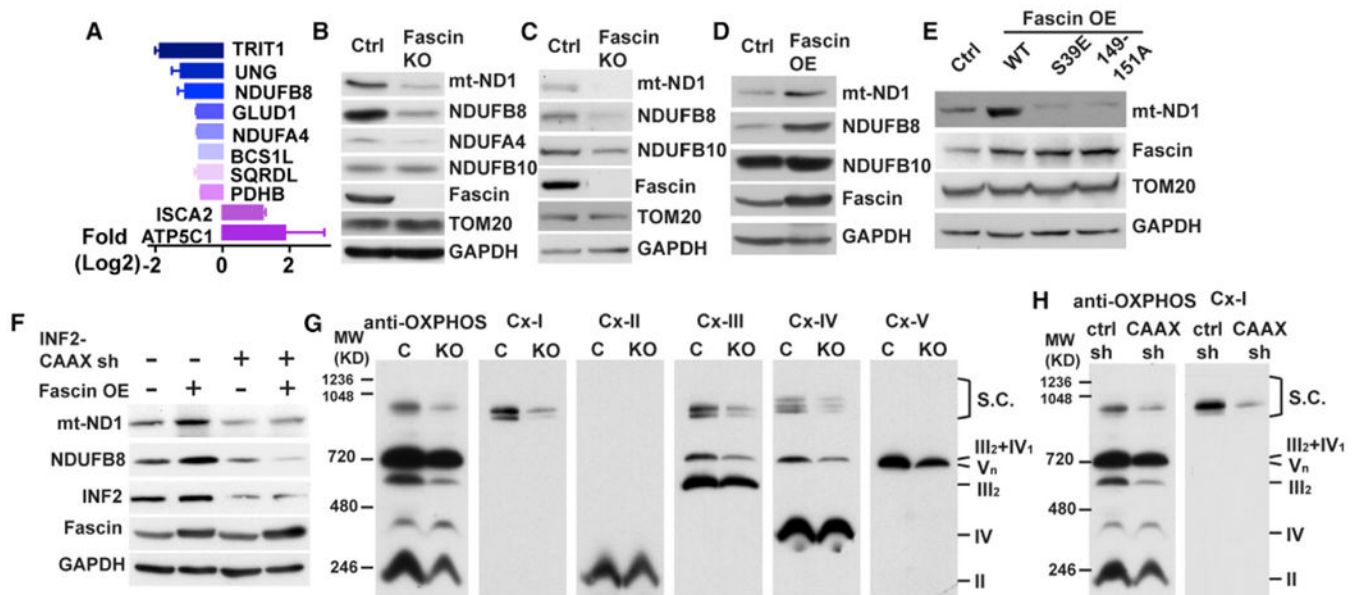 A
TRIT1
UNG
NDUFB8
GLUD1
NDUFA4
BCS1L
SQRDL
PDHB
ISCA2
ATP5C1
Fold
(Log2)
-2 0 2
B
Ctrl Fascin KO
mt-ND1
NDUFB8
NDUFA4
NDUFB10
Fascin
TOM20
GAPDH
C
Ctrl Fascin KO
mt-ND1
NDUFB8
NDUFB10
Fascin
TOM20
GAPDH
D
Ctrl Fascin OE
mt-ND1
NDUFB8
NDUFB10
Fascin
GAPDH
E
Fascin OE
Ctrl WT S39E 149-151A
mt-ND1
Fascin
TOM20
GAPDH
F
INF2-
CAAX sh - - + +
Fascin OE - + - +
mt-ND1
NDUFB8
INF2
Fascin
GAPDH
G
anti-OXPHOS Cx-I Cx-II Cx-III Cx-IV Cx-V
MW
(KD)
C KO C KO C KO C KO C KO C KO
1236
1048
720
480
246
S.C.
III2+IV1
Vn
III2
IV
II
H
anti-OXPHOS Cx-I
MW
(KD)
ctrl CAAX ctrl CAAX
sh sh sh sh
1236
1048
720
480
246
S.C.
III2+IV1
Vn
III2
IV
II